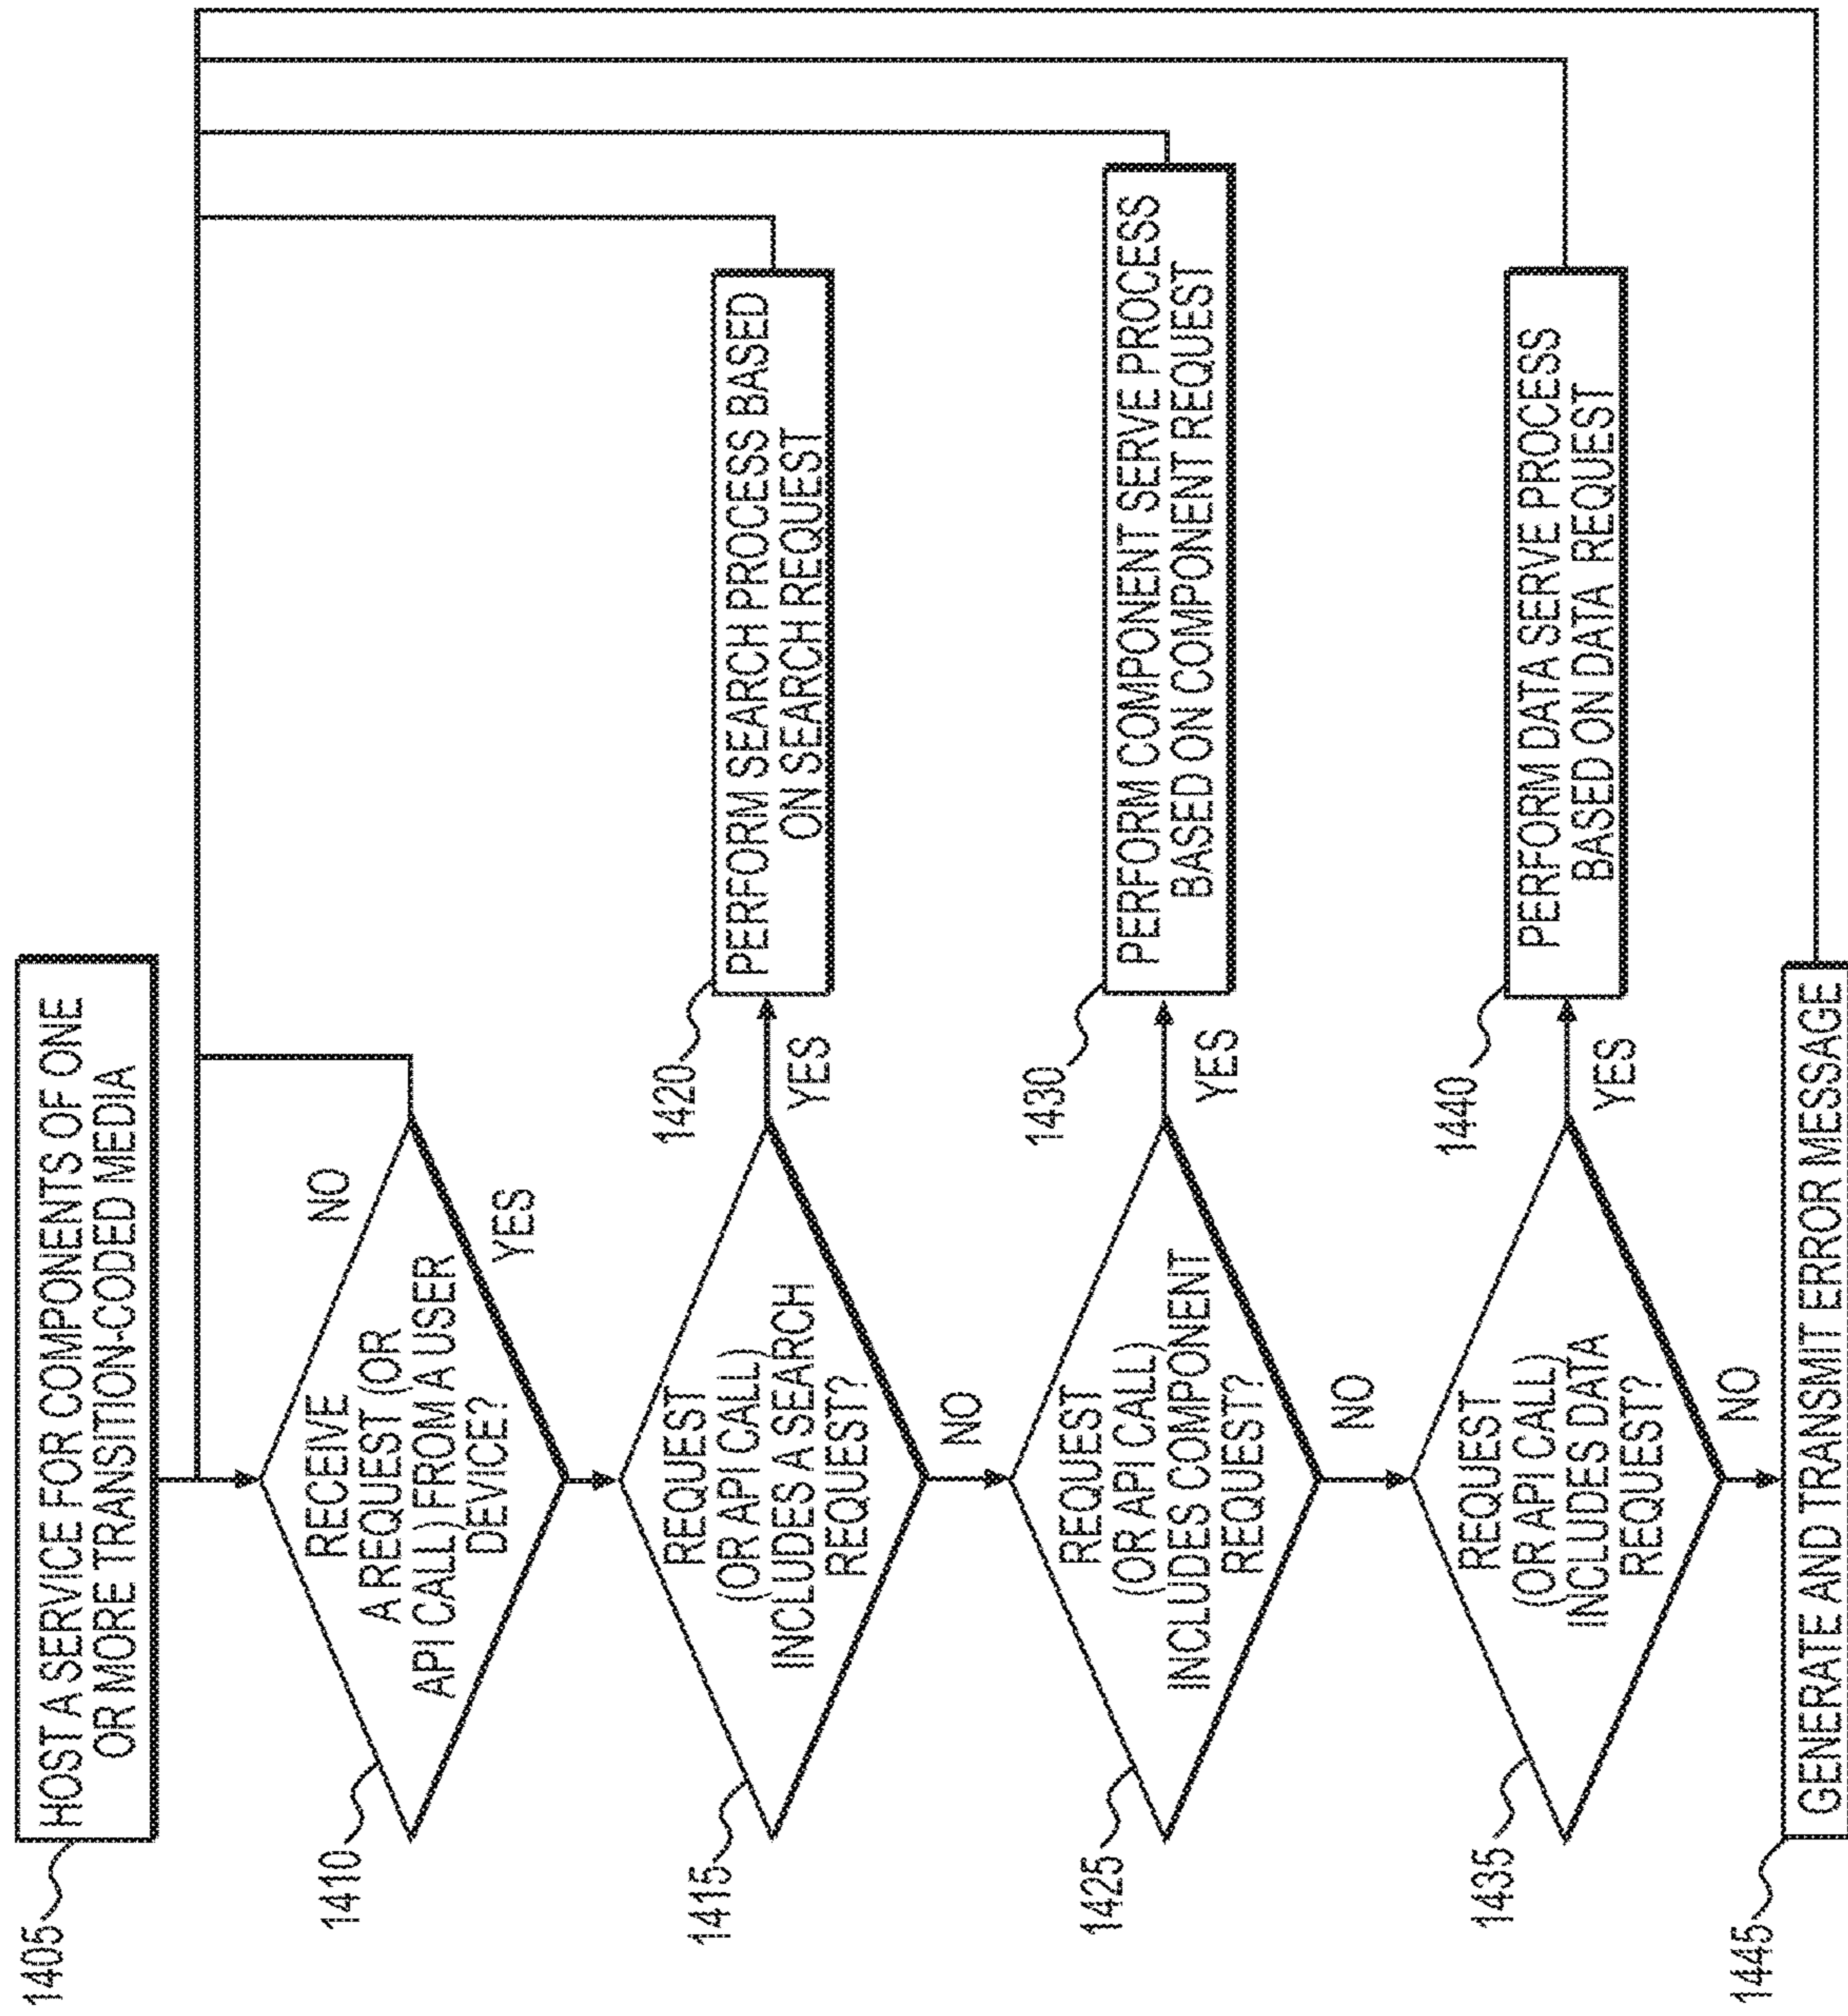 1405
HOST A SERVICE FOR COMPONENTS OF ONE
OR MORE TRANSITION-CODED MEDIA
1410
RECEIVE
A REQUEST (OR
API CALL) FROM A USER
DEVICE?
NO
YES
1415
REQUEST
(OR API CALL)
INCLUDES A SEARCH
REQUEST?
YES
NO
1420
PERFORM SEARCH PROCESS BASED
ON SEARCH REQUEST
1425
REQUEST
(OR API CALL)
INCLUDES COMPONENT
REQUEST?
YES
NO
1430
PERFORM COMPONENT SERVE PROCESS
BASED ON COMPONENT REQUEST
1435
REQUEST
(OR API CALL)
INCLUDES DATA
REQUEST?
YES
NO
1440
PERFORM DATA SERVE PROCESS
BASED ON DATA REQUEST
1445
GENERATE AND TRANSMIT ERROR MESSAGE